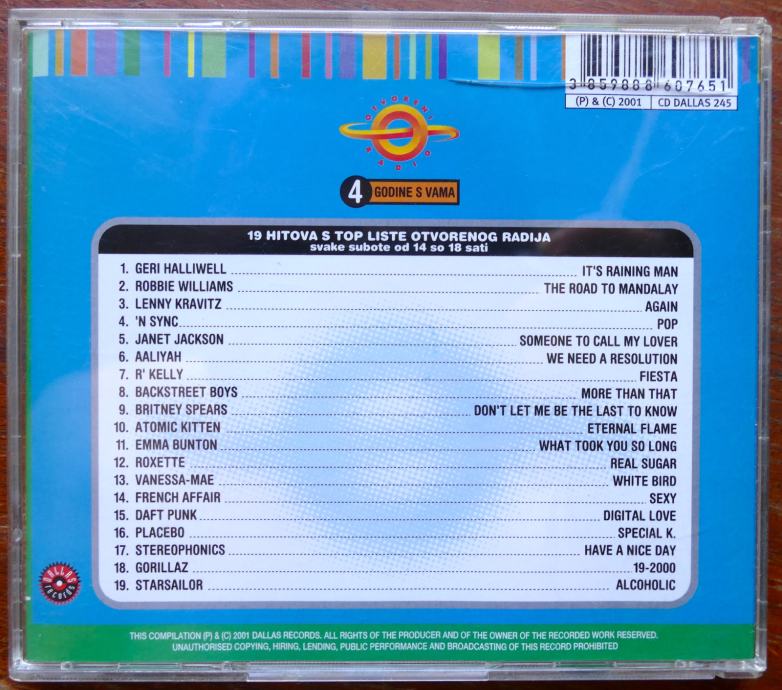 3 859888 607651
(P) & (C) 2001 CD DALLAS 245
OTVORENI
RADIO
4 GODINE S VAMA
19 HITOVA S TOP LISTE OTVORENOG RADIJA
svake subote od 14 so 18 sati
1. GERI HALLIWELL IT'S RAINING MAN
2. ROBBIE WILLIAMS THE ROAD TO MANDALAY
3. LENNY KRAVITZ AGAIN
4. 'N SYNC POP
5. JANET JACKSON SOMEONE TO CALL MY LOVER
6. AALIYAH WE NEED A RESOLUTION
7. R' KELLY FIESTA
8. BACKSTREET BOYS MORE THAN THAT
9. BRITNEY SPEARS DON'T LET ME BE THE LAST TO KNOW
10. ATOMIC KITTEN ETERNAL FLAME
11. EMMA BUNTON WHAT TOOK YOU SO LONG
12. ROXETTE REAL SUGAR
13. VANESSA-MAE WHITE BIRD
14. FRENCH AFFAIR SEXY
15. DAFT PUNK DIGITAL LOVE
16. PLACEBO SPECIAL K.
17. STEREOPHONICS HAVE A NICE DAY
18. GORILLAZ 19-2000
19. STARSAILOR ALCOHOLIC
DALLAS
records
THIS COMPILATION (P) & (C) 2001 DALLAS RECORDS. ALL RIGHTS OF THE PRODUCER AND OF THE OWNER OF THE RECORDED WORK RESERVED.
UNAUTHORISED COPYING, HIRING, LENDING, PUBLIC PERFORMANCE AND BROADCASTING OF THIS RECORD PROHIBITED